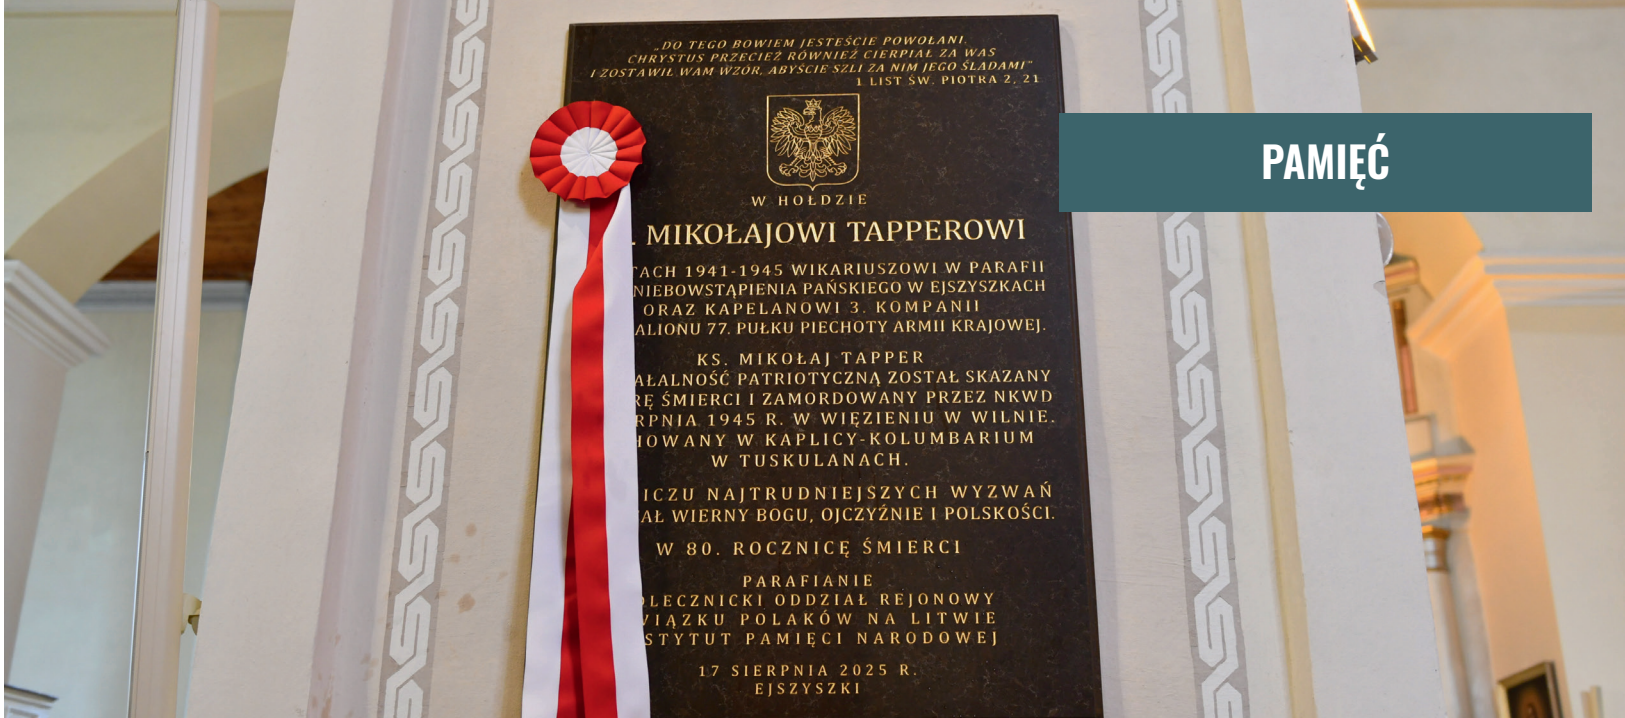 „DO TEGO BOWIEM JESTEŚCIE POWOŁANI.
CHRYSTUS PRZECIEŻ RÓWNIEŻ CIERPIAŁ ZA WAS
I ZOSTAWIŁ WAM WZÓR, ABYŚCIE SZLI ZA NIM JEGO ŚLADAMI”
1 LIST ŚW. PIOTRA 2, 21
PAMIĘĆ
W HOŁDZIE
MIKOŁAJOWI TAPPEROWI
1941-1945 WIKARIUSZOWI W PARAFII
NIEBOWSTĄPIENIA PAŃSKIEGO W EJSZYSZKACH
ORAZ KAPELANOWI 3. KOMPANII
77. PUŁKU PIECHOTY ARMII KRAJOWEJ.
KS. MIKOŁAJ TAPPER
PATRIOTYCZNĄ ZOSTAŁ SKAZANY
ŚMIERCI I ZAMORDOWANY PRZEZ NKWD
1945 R. W WIĘZIENIU W WILNIE.
W KAPLICY-KOLUMBARIUM
W TUSKULANACH.
NAJTRUDNIEJSZYCH WYZWAŃ
WIERNY BOGU, OJCZYŹNIE I POLSKOŚCI.
W 80. ROCZNICĘ ŚMIERCI
PARAFIANIE
ODDZIAŁ REJONOWY
POLAKÓW NA LITWIE
PAMIĘCI NARODOWEJ
17 SIERPNIA 2025 R.
EJSZYSZKI